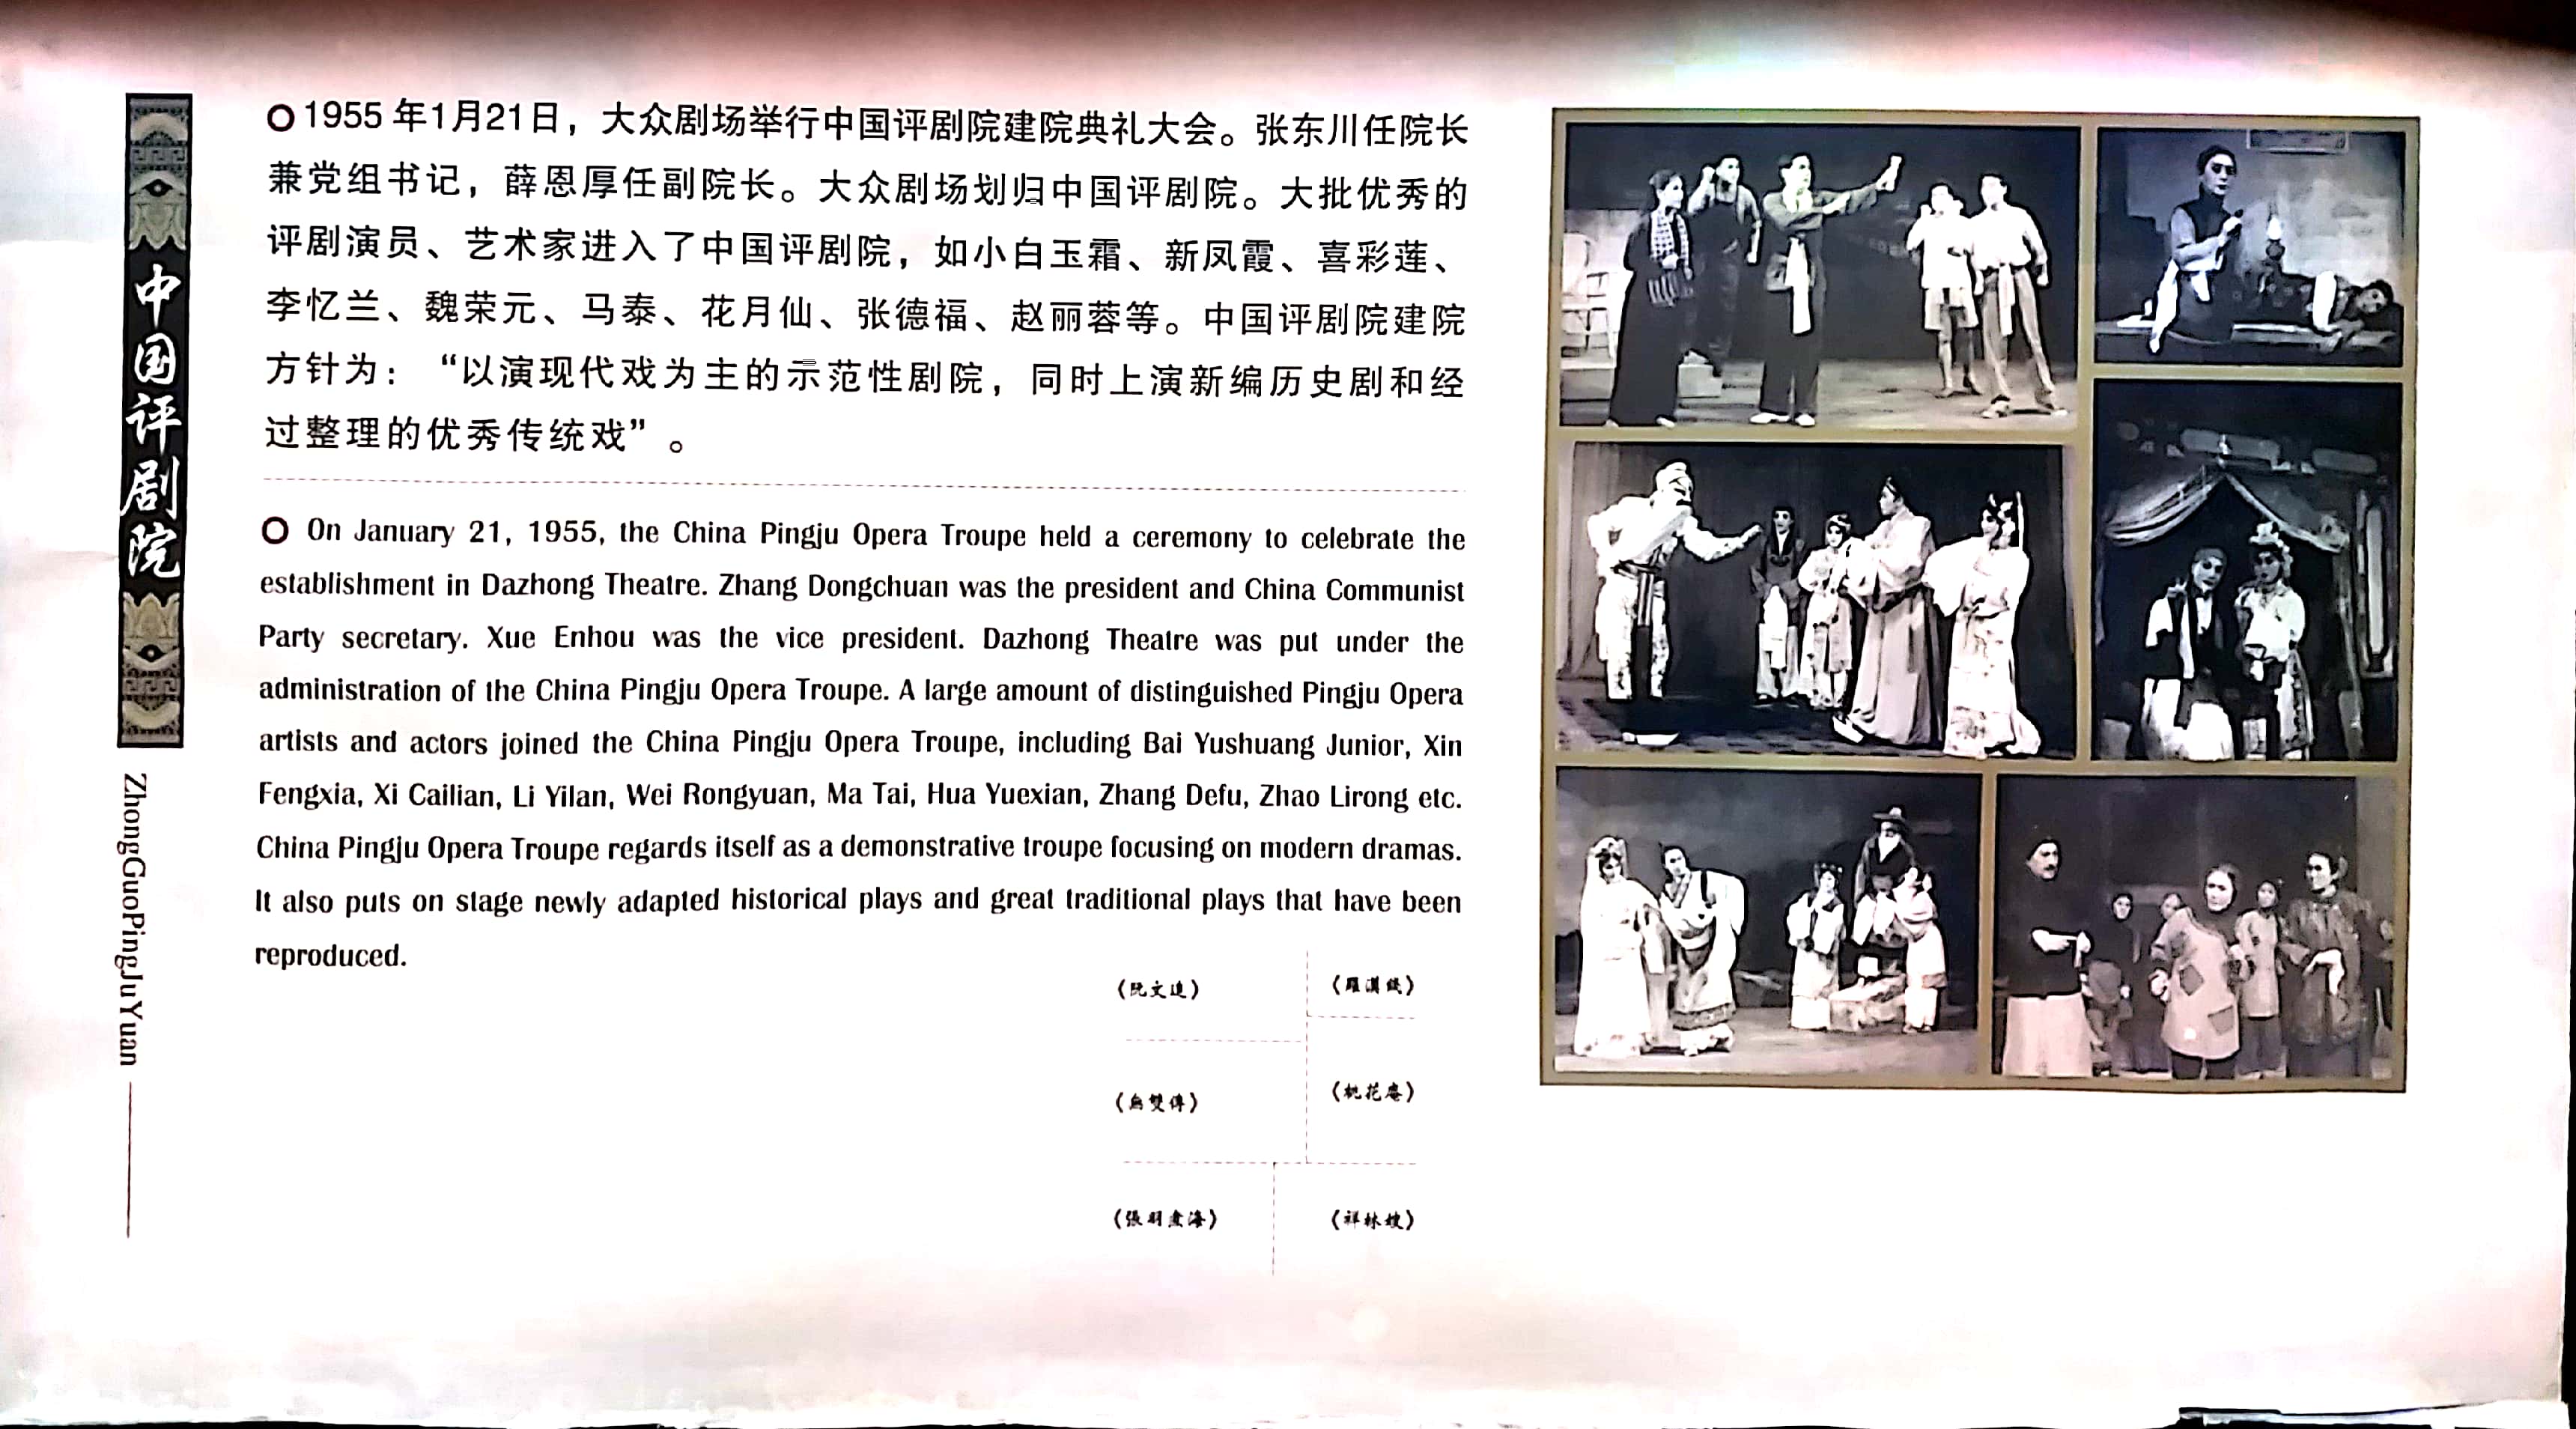 中国评剧院
ZhongGuoPingJuYuan
1955年1月21日，大众剧场举行中国评剧院建院典礼大会。张东川任院长
兼党组书记，薛恩厚任副院长。大众剧场划归中国评剧院。大批优秀的
评剧演员、艺术家进入了中国评剧院，如小白玉霜、新凤霞、喜彩莲、
李忆兰、魏荣元、马泰、花月仙、张德福、赵丽蓉等。中国评剧院建院
方针为：“以演现代戏为主的示范性剧院，同时上演新编历史剧和经
过整理的优秀传统戏”。
On January 21, 1955, the China Pingju Opera Troupe held a ceremony to celebrate the
establishment in Dazhong Theatre. Zhang Dongchuan was the president and China Communist
Party secretary. Xue Enhou was the vice president. Dazhong Theatre was put under the
administration of the China Pingju Opera Troupe. A large amount of distinguished Pingju Opera
artists and actors joined the China Pingju Opera Troupe, including Bai Yushuang Junior, Xin
Fengxia, Xi Cailian, Li Yilan, Wei Rongyuan, Ma Tai, Hua Yuexian, Zhang Defu, Zhao Lirong etc.
China Pingju Opera Troupe regards itself as a demonstrative troupe focusing on modern dramas.
It also puts on stage newly adapted historical plays and great traditional plays that have been
reproduced.
《阮文追》
《羅漢錢》
《無雙傳》
《桃花庵》
《張羽煮海》
《祥林嫂》